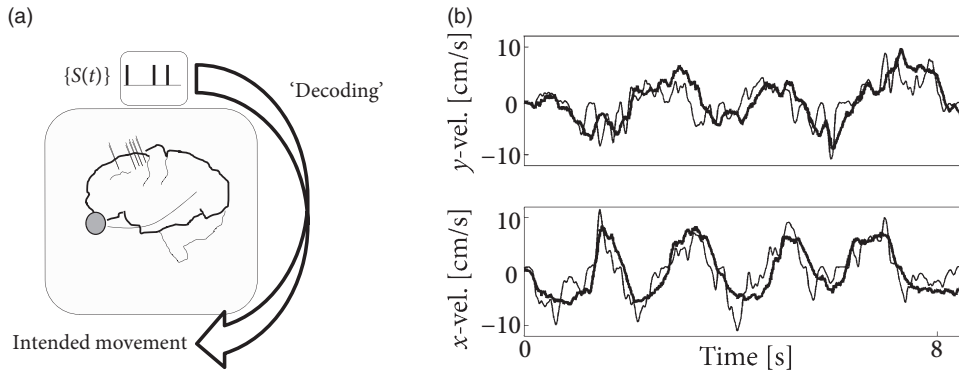 (a)
{S(t)}
‘Decoding’
Intended movement
(b)
10
0
−10
y-vel. [cm/s]
10
0
−10
x-vel. [cm/s]
0
Time [s]
8